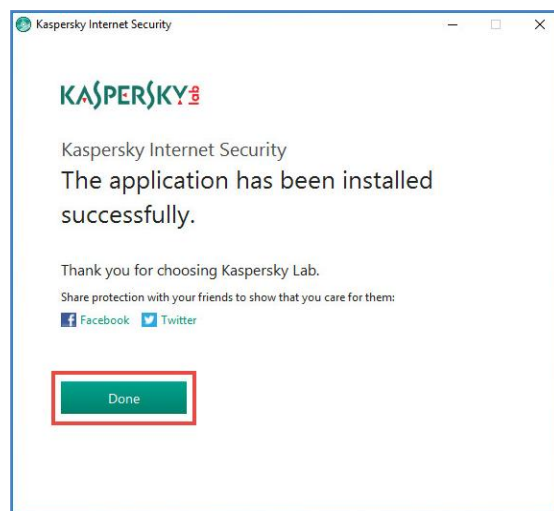 Kaspersky Internet Security
KASPERSKY lab
Kaspersky Internet Security
The application has been installed
successfully.
Thank you for choosing Kaspersky Lab.
Share protection with your friends to show that you care for them:
Facebook Twitter
Done